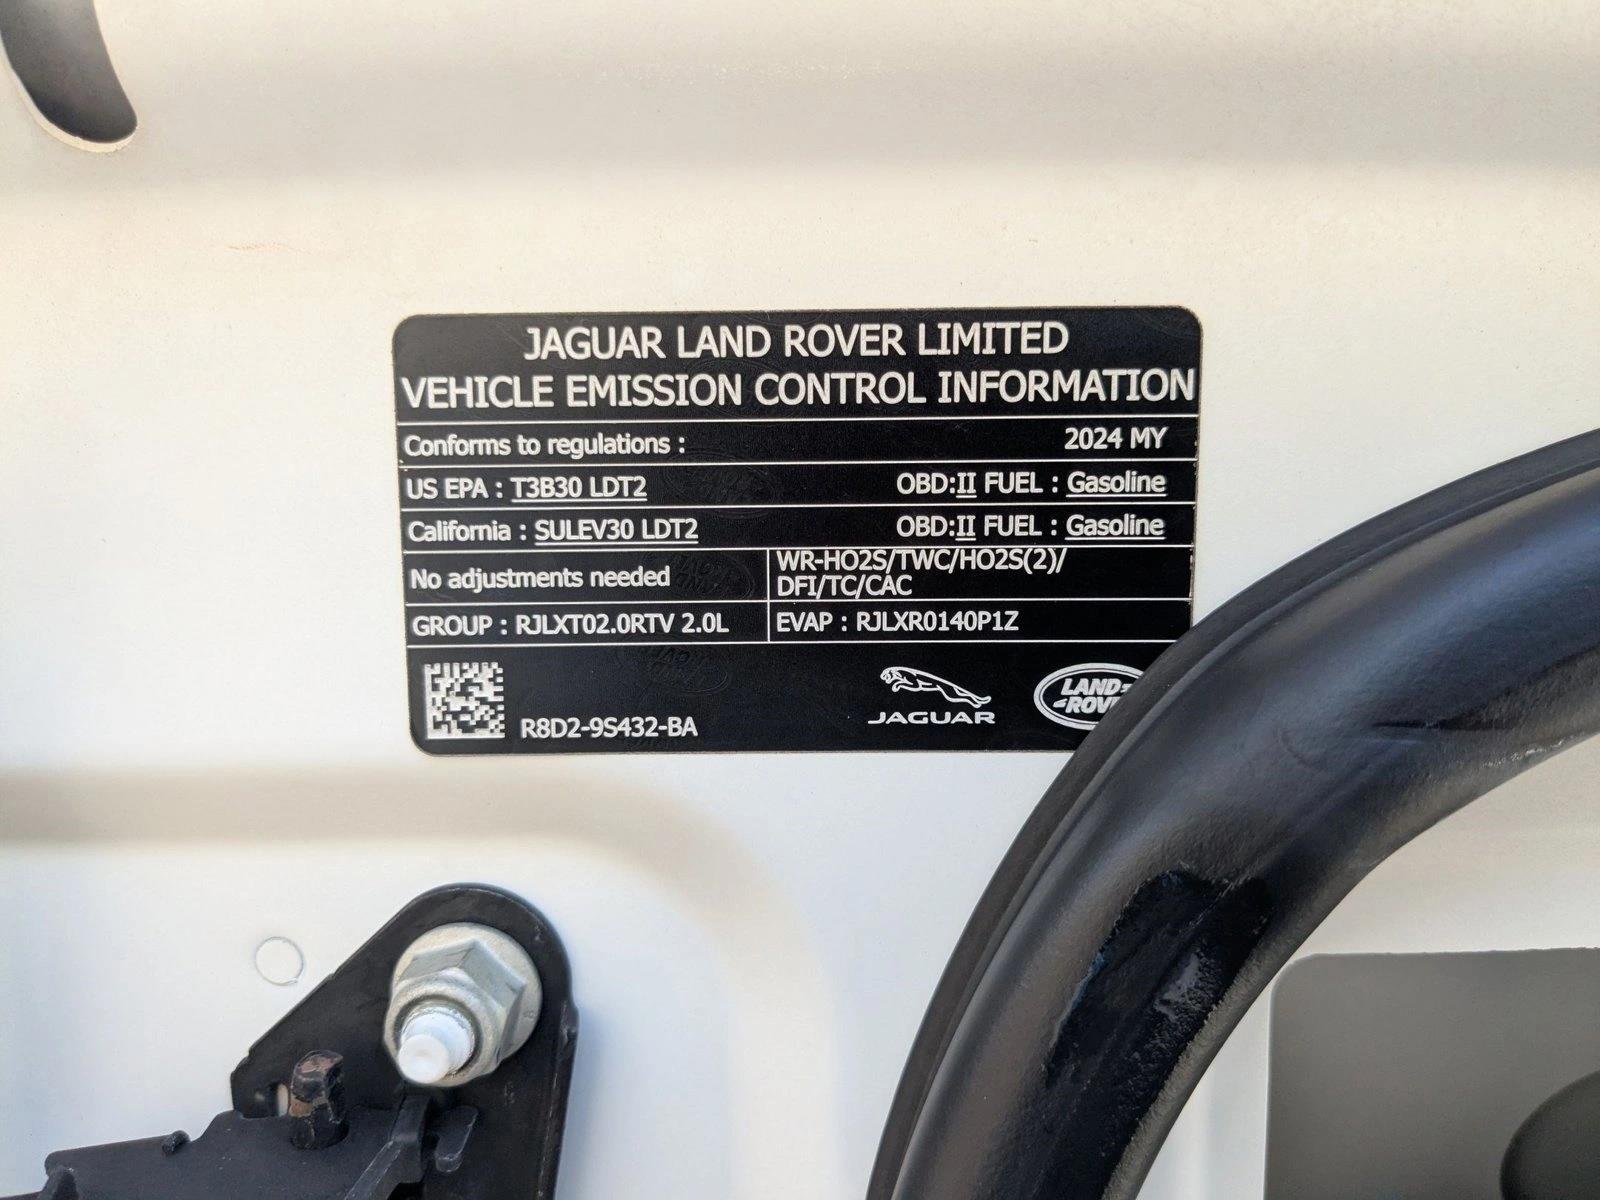 JAGUAR LAND ROVER LIMITED
VEHICLE EMISSION CONTROL INFORMATION
Conforms to regulations : 2024 MY
US EPA : T3B30 LDT2 OBD:II FUEL : Gasoline
California : SULEV30 LDT2 OBD:II FUEL : Gasoline
No adjustments needed
WR-HO2S/TWC/HO2S(2)/
DFI/TC/CAC
GROUP : RJLXT02.0RTV 2.0L
EVAP : RJLXR0140P1Z
R8D2-9S432-BA
JAGUAR
LAND